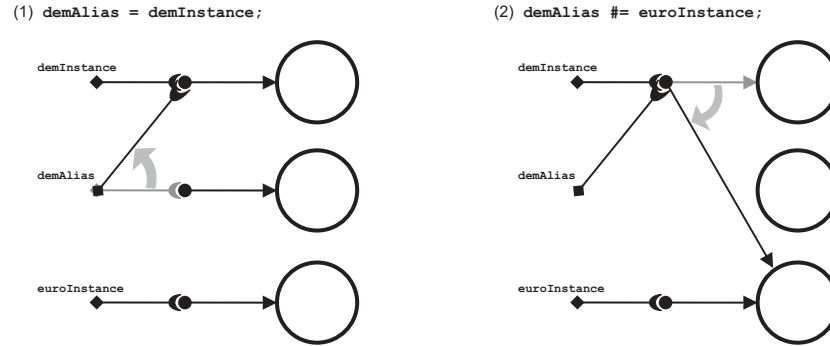 (1) demAlias = demInstance;
demInstance
demAlias
euroInstance
(2) demAlias #= euroInstance;
demInstance
demAlias
euroInstance